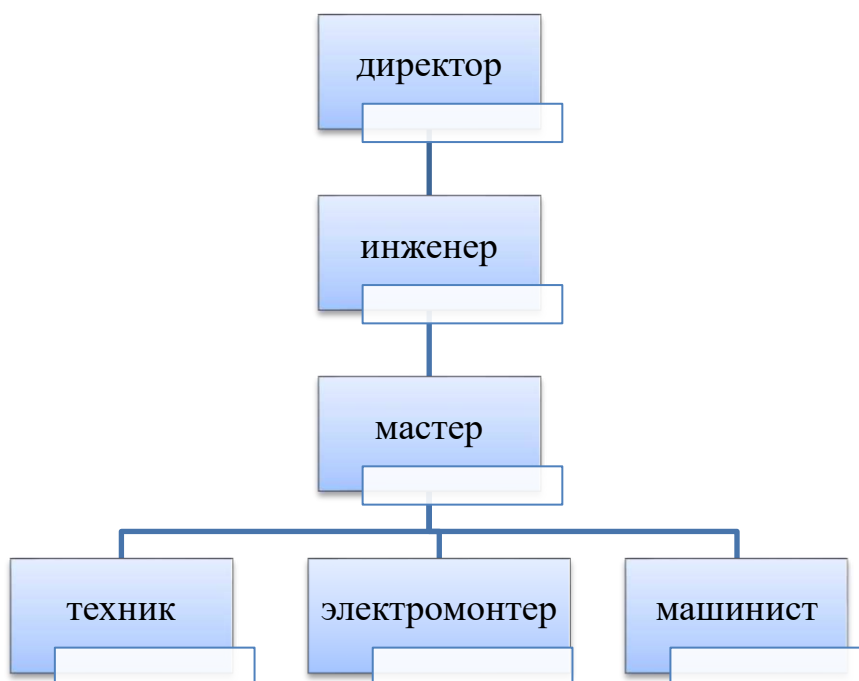 директор
инженер
мастер
техник
электромонтер
машинист